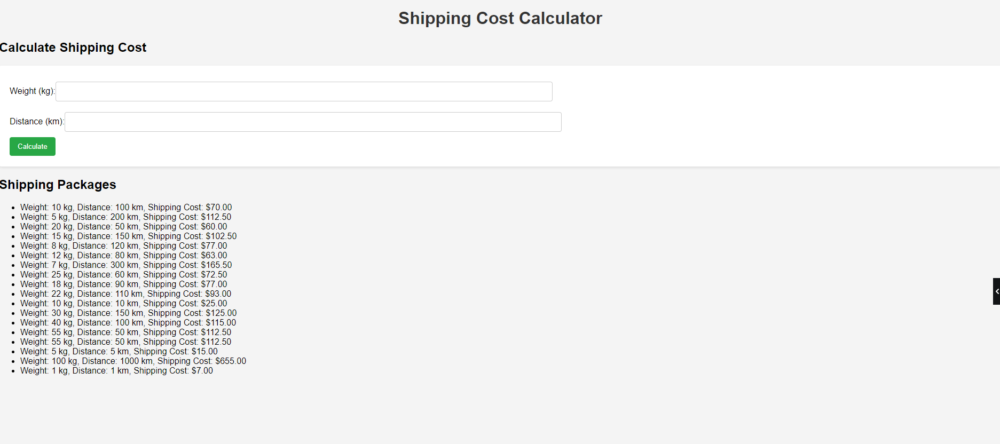 Shipping Cost Calculator
Calculate Shipping Cost
Weight (kg):
Distance (km):
Calculate
Shipping Packages
Weight: 10 kg, Distance: 100 km, Shipping Cost: $70.00
Weight: 5 kg, Distance: 200 km, Shipping Cost: $112.50
Weight: 20 kg, Distance: 50 km, Shipping Cost: $60.00
Weight: 15 kg, Distance: 150 km, Shipping Cost: $102.50
Weight: 8 kg, Distance: 120 km, Shipping Cost: $77.00
Weight: 12 kg, Distance: 80 km, Shipping Cost: $63.00
Weight: 7 kg, Distance: 300 km, Shipping Cost: $165.50
Weight: 25 kg, Distance: 60 km, Shipping Cost: $72.50
Weight: 18 kg, Distance: 90 km, Shipping Cost: $77.00
Weight: 22 kg, Distance: 110 km, Shipping Cost: $93.00
Weight: 10 kg, Distance: 10 km, Shipping Cost: $25.00
Weight: 30 kg, Distance: 150 km, Shipping Cost: $125.00
Weight: 40 kg, Distance: 100 km, Shipping Cost: $115.00
Weight: 55 kg, Distance: 50 km, Shipping Cost: $112.50
Weight: 55 kg, Distance: 50 km, Shipping Cost: $112.50
Weight: 5 kg, Distance: 5 km, Shipping Cost: $15.00
Weight: 100 kg, Distance: 1000 km, Shipping Cost: $655.00
Weight: 1 kg, Distance: 1 km, Shipping Cost: $7.00